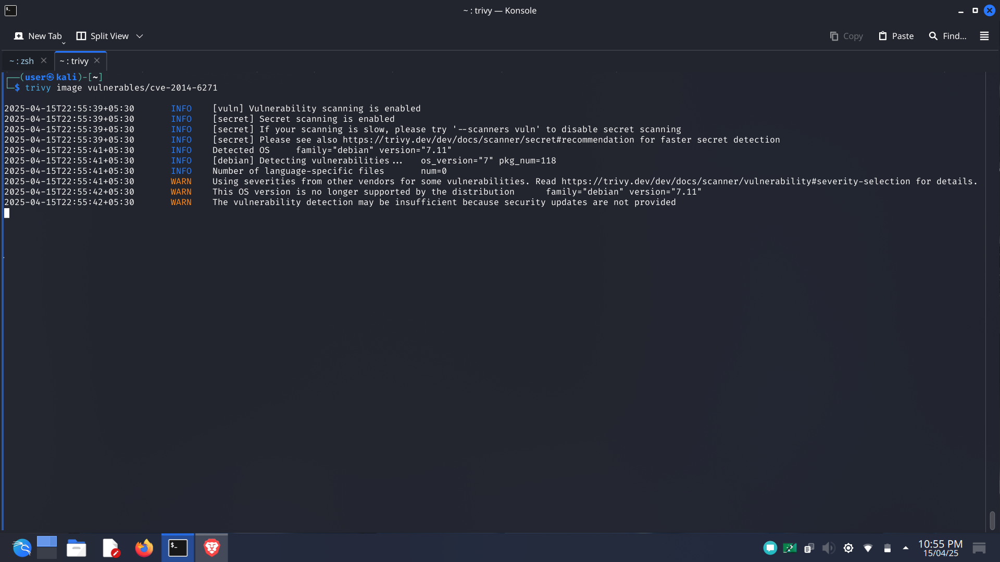 ~ : trivy — Konsole
New Tab
Split View
Copy
Paste
Find...
~ : zsh
~ : trivy
┌──(user㉿kali)-[~]
└─$ trivy image vulnerables/cve-2014-6271
2025-04-15T22:55:39+05:30 INFO [vuln] Vulnerability scanning is enabled
2025-04-15T22:55:39+05:30 INFO [secret] Secret scanning is enabled
2025-04-15T22:55:39+05:30 INFO [secret] If your scanning is slow, please try '--scanners vuln' to disable secret scanning
2025-04-15T22:55:39+05:30 INFO [secret] Please see also https://trivy.dev/dev/docs/scanner/secret#recommendation for faster secret detection
2025-04-15T22:55:41+05:30 INFO Detected OS family="debian" version="7.11"
2025-04-15T22:55:41+05:30 INFO [debian] Detecting vulnerabilities... os_version="7" pkg_num=118
2025-04-15T22:55:41+05:30 INFO Number of language-specific files num=0
2025-04-15T22:55:41+05:30 WARN Using severities from other vendors for some vulnerabilities. Read https://trivy.dev/dev/docs/scanner/vulnerability#severity-selection for details.
2025-04-15T22:55:42+05:30 WARN This OS version is no longer supported by the distribution family="debian" version="7.11"
2025-04-15T22:55:42+05:30 WARN The vulnerability detection may be insufficient because security updates are not provided
10:55 PM
15/04/25